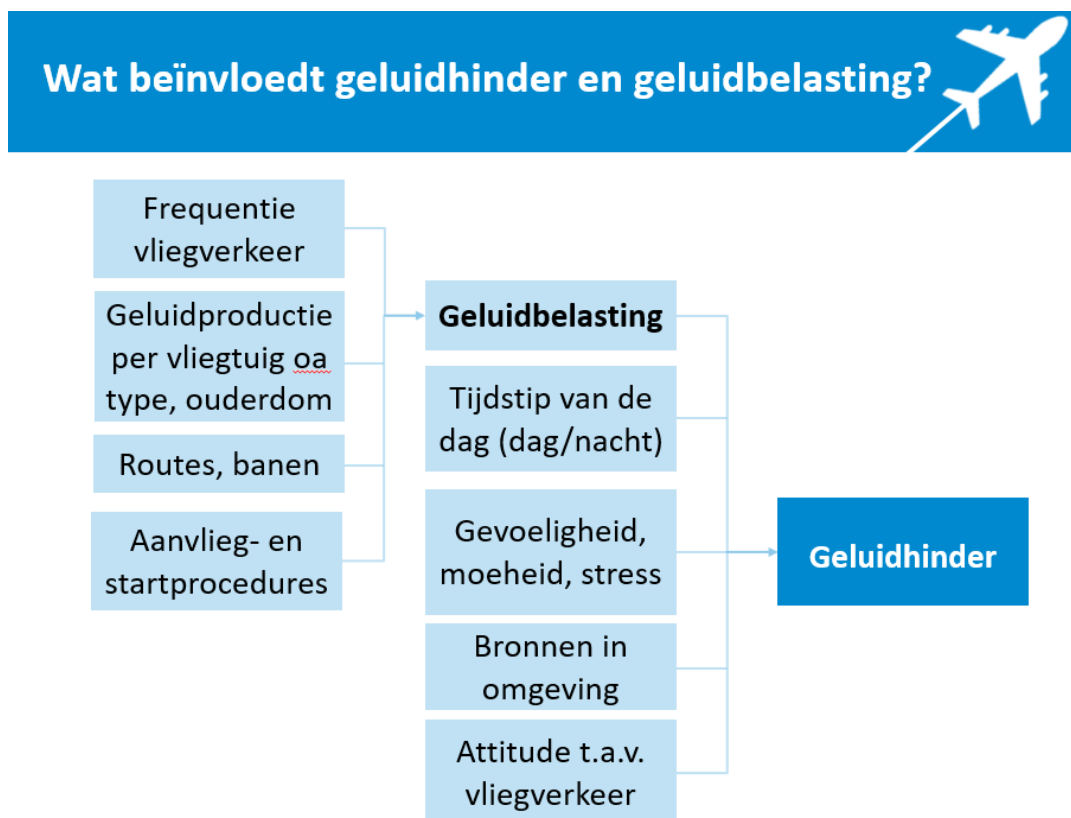 Wat beïnvloedt geluidhinder en geluidbelasting?
Frequentie
vliegverkeer
Geluidproductie
per vliegtuig oa
type, ouderdom
Routes, banen
Aanvlieg- en
startprocedures
Geluidbelasting
Tijdstip van de
dag (dag/nacht)
Gevoeligheid,
moeheid, stress
Bronnen in
omgeving
Attitude t.a.v.
vliegverkeer
Geluidhinder